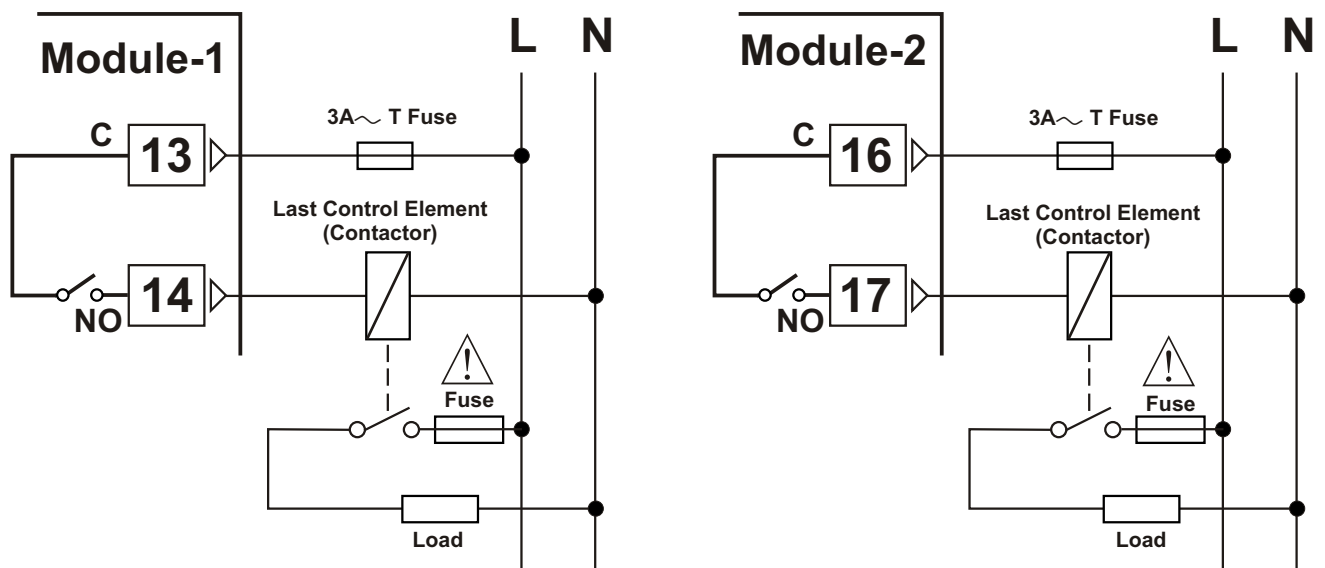 Module-1
L N
C
13
3A～ T Fuse
Last Control Element
(Contactor)
14
NO
Fuse
Load
Module-2
L N
C
16
3A～ T Fuse
Last Control Element
(Contactor)
17
NO
Fuse
Load